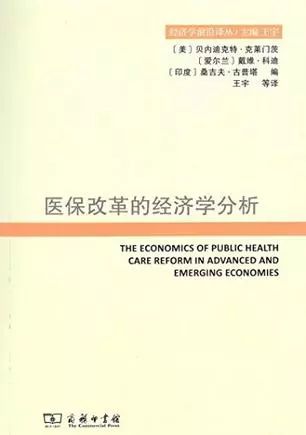 经济学前沿译丛/主编 王宇
〔美〕贝内迪克特·克莱门茨
〔爱尔兰〕戴维·科迪
〔印度〕桑吉夫·古普塔 编
王宇 等译
医保改革的经济学分析
THE ECONOMICS OF PUBLIC HEALTH
CARE REFORM IN ADVANCED AND
EMERGING ECONOMIES
商务印书馆
The Commercial Press